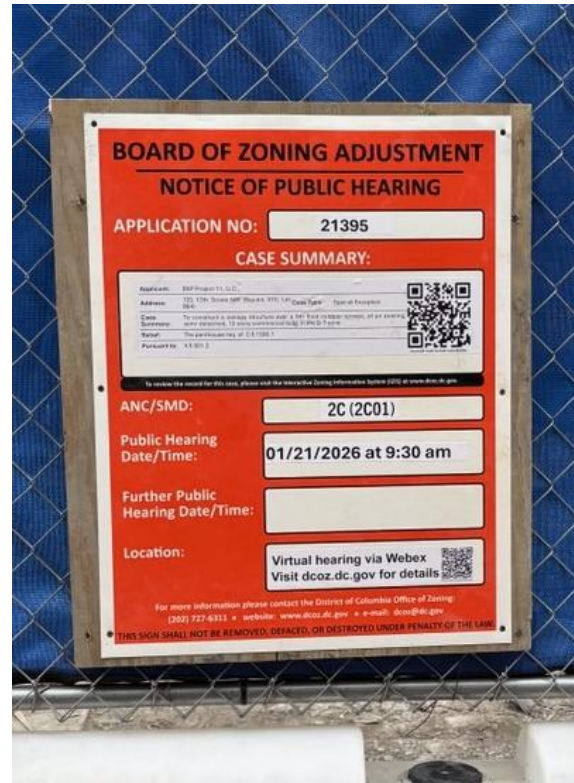 BOARD OF ZONING ADJUSTMENT
NOTICE OF PUBLIC HEARING
APPLICATION NO: 21395
CASE SUMMARY:
Applicant:
Address:
Case
Summary:
Relief:
Pursuant to:
To review the record for this case, please visit the Interactive Zoning Information System (IZIS) at www.dcoz.dc.gov.
ANC/SMD: 2C (2C01)
Public Hearing
Date/Time: 01/21/2026 at 9:30 am
Further Public
Hearing Date/Time:
Location: Virtual hearing via Webex
Visit dcoz.dc.gov for details
For more information please contact the District of Columbia Office of Zoning:
(202) 727-6311 • website: www.dcoz.dc.gov • e-mail: dcoz@dc.gov
THIS SIGN SHALL NOT BE REMOVED, DEFACED, OR DESTROYED UNDER PENALTY OF THE LAW.